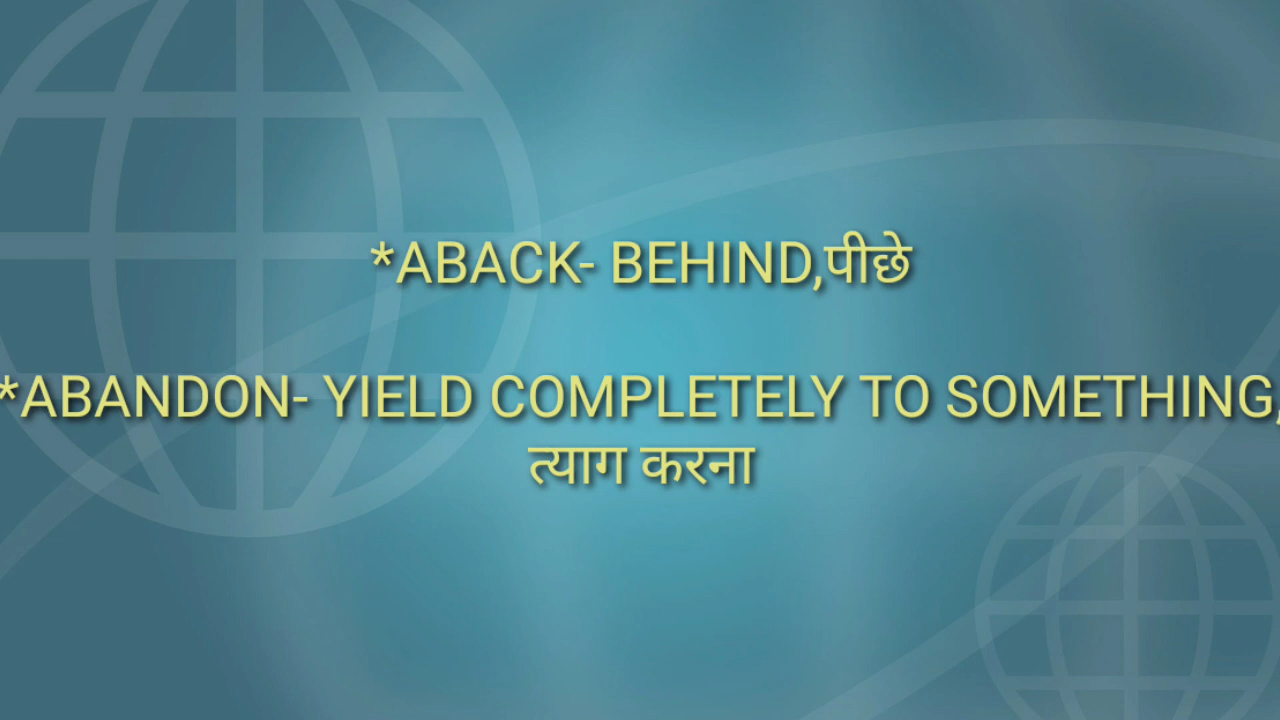 *ABACK- BEHIND,पीछे
*ABANDON- YIELD COMPLETELY TO SOMETHING,
त्याग करना